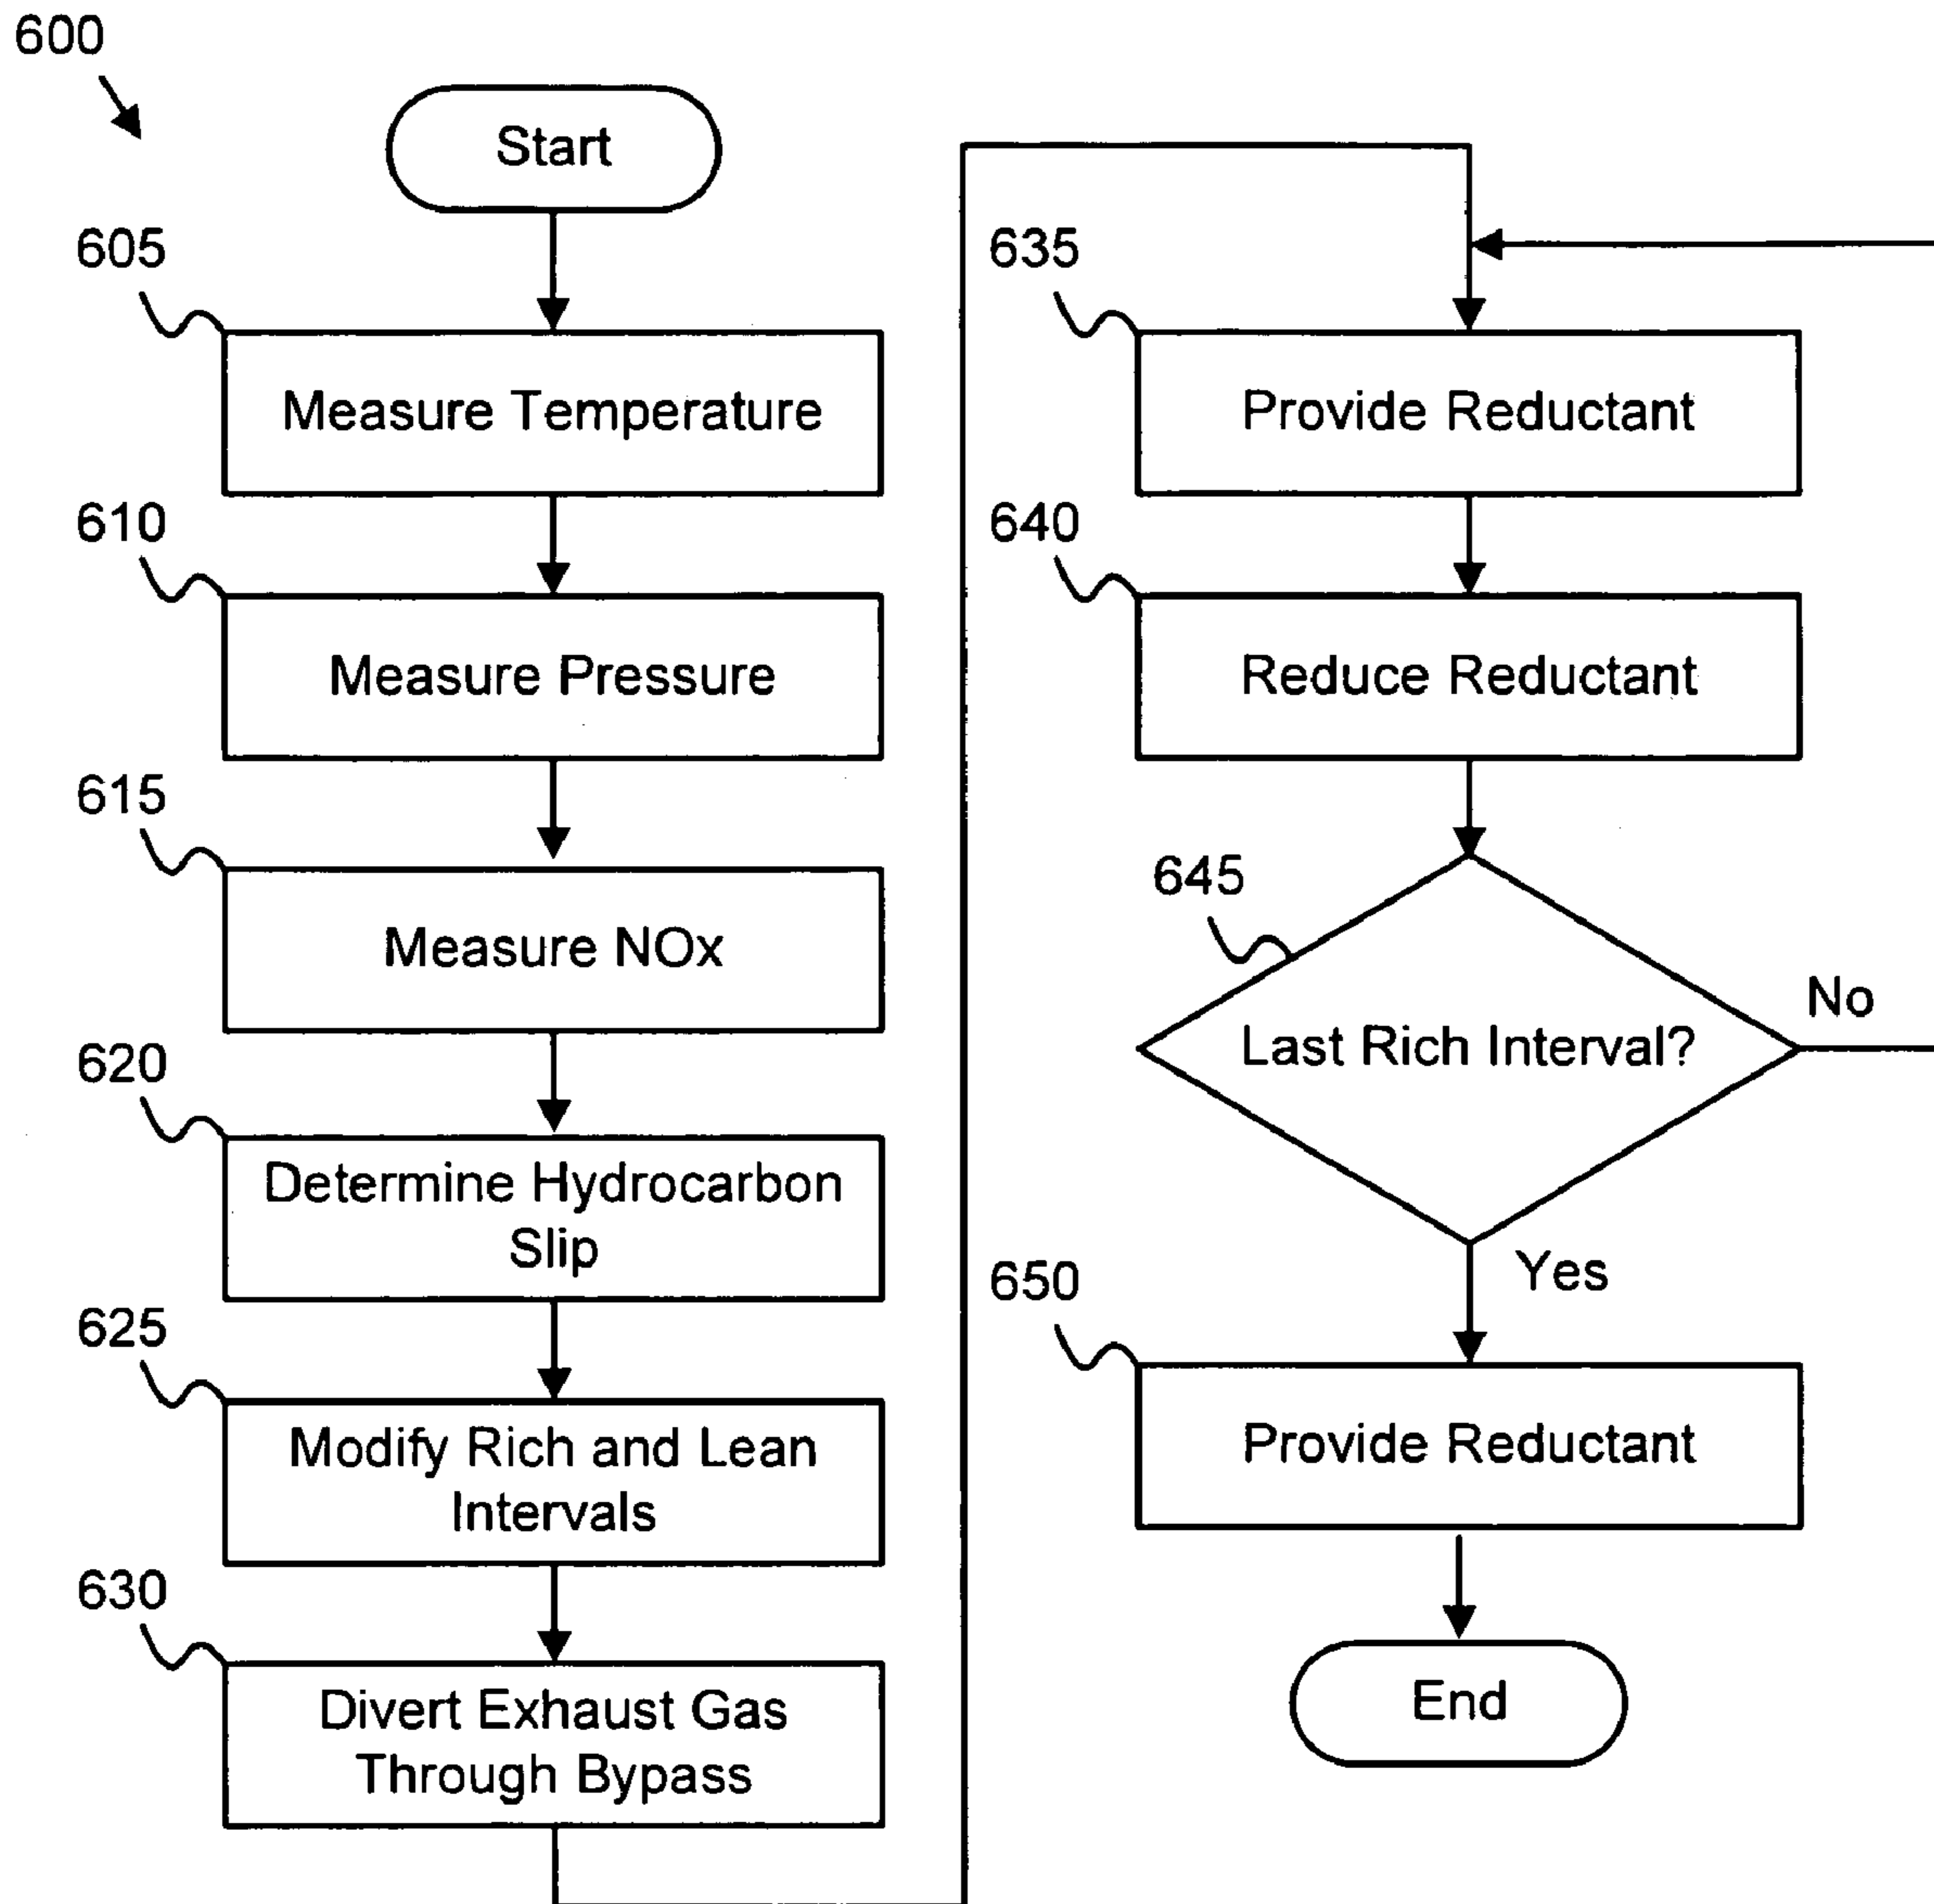 600
Start
605
Measure Temperature
610
Measure Pressure
615
Measure NOx
620
Determine Hydrocarbon
Slip
625
Modify Rich and Lean
Intervals
630
Divert Exhaust Gas
Through Bypass
635
Provide Reductant
640
Reduce Reductant
645
Last Rich Interval?
No
Yes
650
Provide Reductant
End